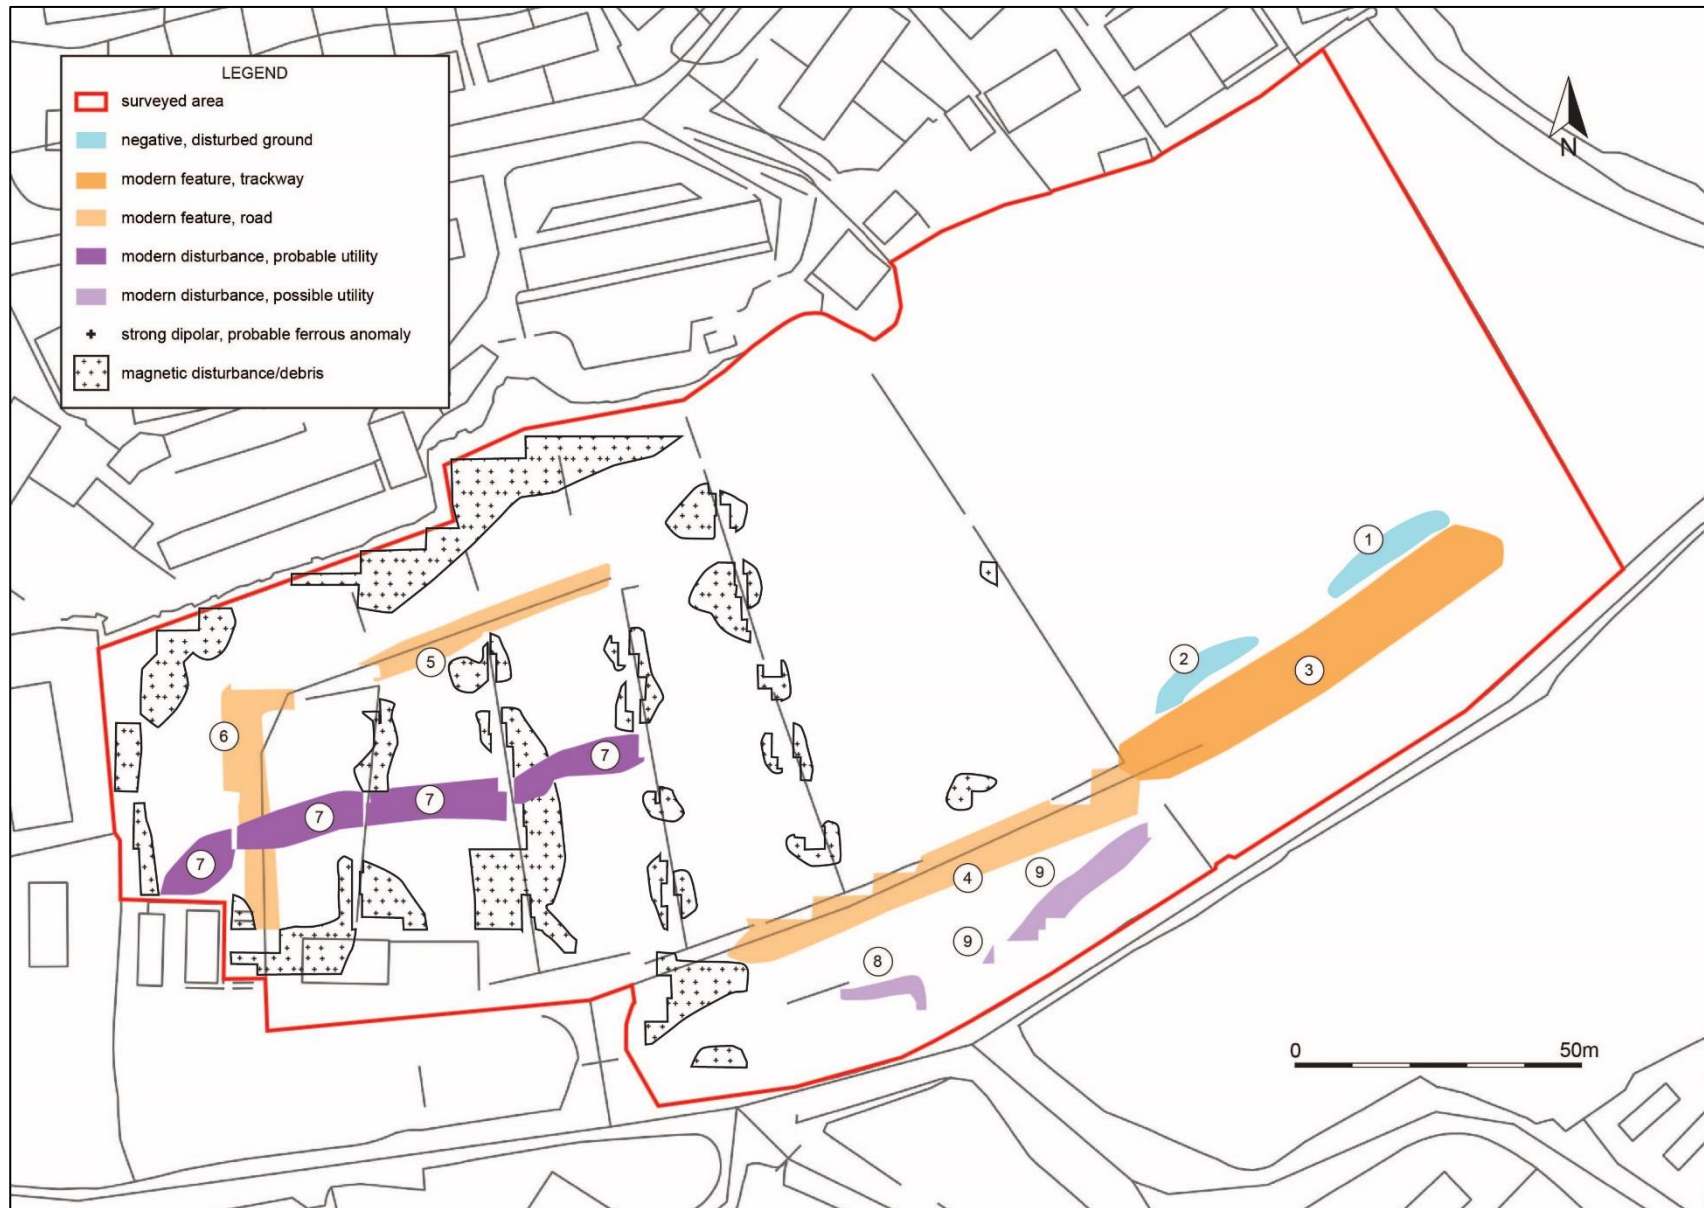 LEGEND
surveyed area
negative, disturbed ground
modern feature, trackway
modern feature, road
modern disturbance, probable utility
modern disturbance, possible utility
strong dipolar, probable ferrous anomaly
magnetic disturbance/debris
N
1
2
3
5
6
7
7
7
7
4
9
9
8
0 50m